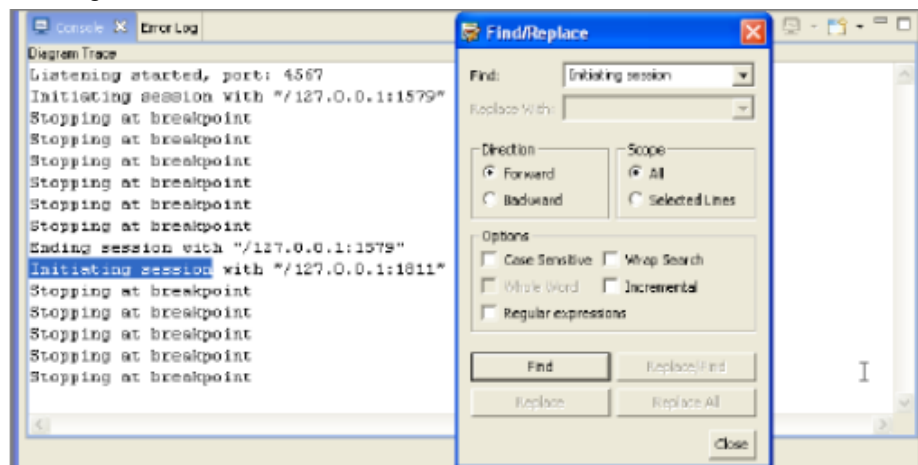 Console Error Log
Diagram Trace
Listening started, port: 4567
Initiating session with "/127.0.0.1:1579"
Stopping at breakpoint
Stopping at breakpoint
Stopping at breakpoint
Stopping at breakpoint
Stopping at breakpoint
Stopping at breakpoint
Ending session with "/127.0.0.1:1579"
Initiating session with "/127.0.0.1:1811"
Stopping at breakpoint
Stopping at breakpoint
Stopping at breakpoint
Stopping at breakpoint
Stopping at breakpoint
Find/Replace
Find: Initiating session
Replace With:
Direction
Forward
Backward
Scope
All
Selected Lines
Options
Case Sensitive Wrap Search
Whole Word Incremental
Regular expressions
Find Replace/Find
Replace Replace All
Close